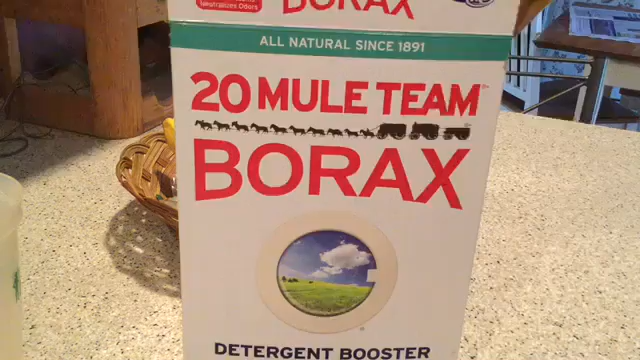 Neutralizes Odors
BORAX
ALL NATURAL SINCE 1891
20 MULE TEAM
BORAX
DETERGENT BOOSTER